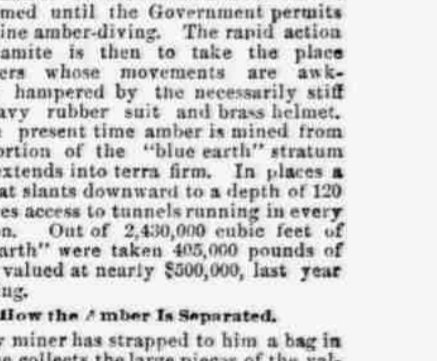 med until the Government permits
ine amber-diving. The rapid action
amite is then to take the place
ers whose movements are awk-
hampered by the necessarily stiff
avy rubber suit and brass helmet.
present time amber is mined from
ortion of the "blue earth" stratum
extends into terra firm. In places a
at slants downward to a depth of 120
es access to tunnels running in every
on. Out of 2,430,000 cubic feet of
arth" were taken 405,000 pounds of
valued at nearly $500,000, last year
ng.
How the Amber Is Separated.
y miner has strapped to him a bag in
e collects the large pieces of the val-